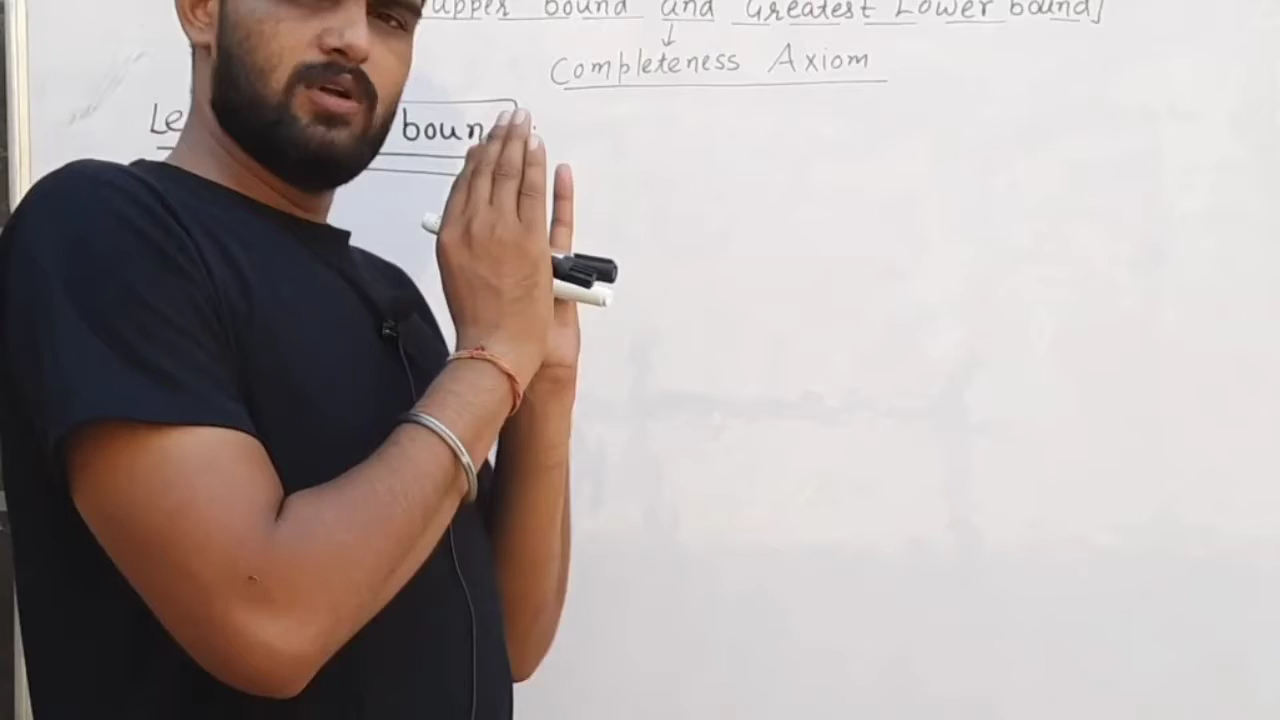 upper bound and Greatest Lower bound]
↓
Completeness Axiom
Le boun